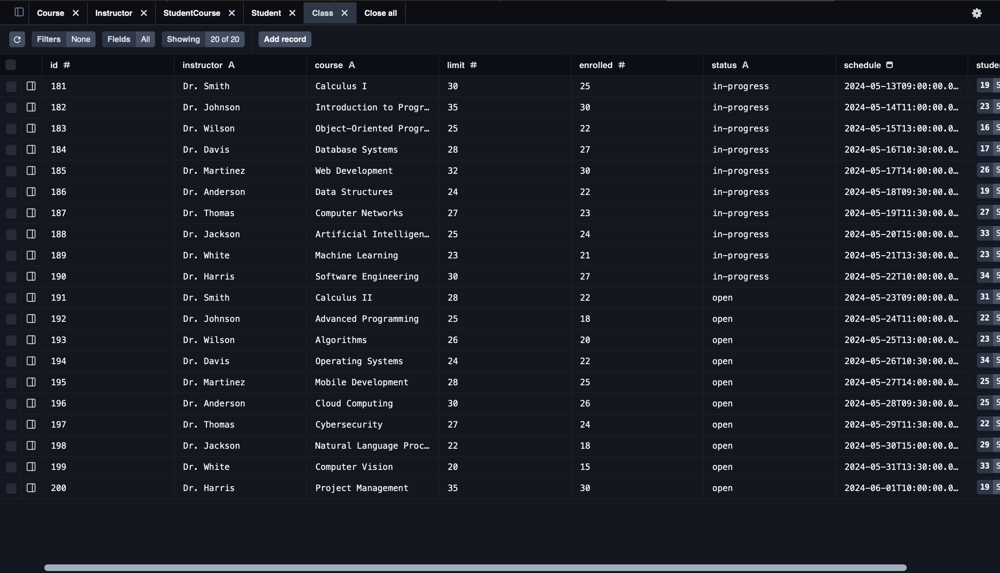 Course Instructor StudentCourse Student Class Close all
Filters None Fields All Showing 20 of 20 Add record
id # instructor A course A limit # enrolled # status A schedule stude
181 Dr. Smith Calculus I 30 25 in-progress 2024-05-13T09:00:00.0… 19 S
182 Dr. Johnson Introduction to Progr… 35 30 in-progress 2024-05-14T11:00:00.0… 23 S
183 Dr. Wilson Object-Oriented Progr… 25 22 in-progress 2024-05-15T13:00:00.0… 16 S
184 Dr. Davis Database Systems 28 27 in-progress 2024-05-16T10:30:00.0… 17 S
185 Dr. Martinez Web Development 32 30 in-progress 2024-05-17T14:00:00.0… 26 S
186 Dr. Anderson Data Structures 24 22 in-progress 2024-05-18T09:30:00.0… 19 S
187 Dr. Thomas Computer Networks 27 23 in-progress 2024-05-19T11:30:00.0… 27 S
188 Dr. Jackson Artificial Intelligen… 25 24 in-progress 2024-05-20T15:00:00.0… 33 S
189 Dr. White Machine Learning 23 21 in-progress 2024-05-21T13:30:00.0… 23 S
190 Dr. Harris Software Engineering 30 27 in-progress 2024-05-22T10:00:00.0… 34 S
191 Dr. Smith Calculus II 28 22 open 2024-05-23T09:00:00.0… 31 S
192 Dr. Johnson Advanced Programming 25 18 open 2024-05-24T11:00:00.0… 22 S
193 Dr. Wilson Algorithms 26 20 open 2024-05-25T13:00:00.0… 23 S
194 Dr. Davis Operating Systems 24 22 open 2024-05-26T10:30:00.0… 34 S
195 Dr. Martinez Mobile Development 28 25 open 2024-05-27T14:00:00.0… 25 S
196 Dr. Anderson Cloud Computing 30 26 open 2024-05-28T09:30:00.0… 25 S
197 Dr. Thomas Cybersecurity 27 24 open 2024-05-29T11:30:00.0… 22 S
198 Dr. Jackson Natural Language Proc… 22 18 open 2024-05-30T15:00:00.0… 29 S
199 Dr. White Computer Vision 20 15 open 2024-05-31T13:30:00.0… 33 S
200 Dr. Harris Project Management 35 30 open 2024-06-01T10:00:00.0… 19 S